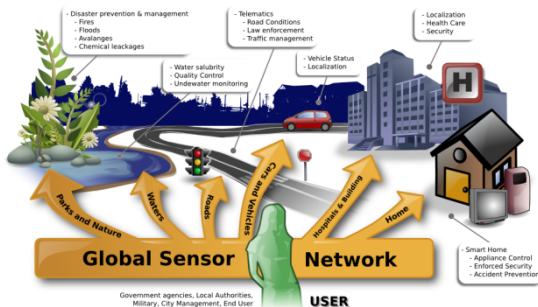 - Disaster prevention & management
- Fires
- Floods
- Avalanges
- Chemical leackages
- Telematics
- Road Conditions
- Law enforcement
- Traffic management
- Localization
- Health Care
- Security
- Water salubrity
- Quality Control
- Undewater monitoring
- Vehicle Status
- Localization
H
Parks and Nature
Waters
Roads
Cars and Vehicles
Hospitals & Building
Home
Global Sensor Network
- Smart Home
- Appliance Control
- Enforced Security
- Accident Prevention
Government agencies, Local Authorities,
Military, City Management, End User
USER